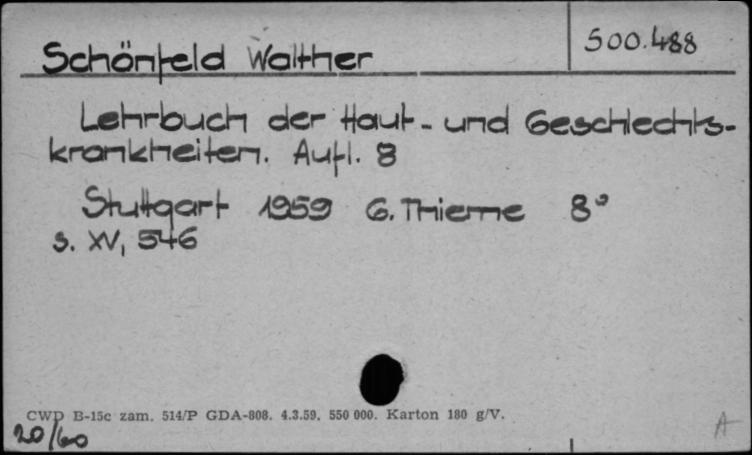 Schönfeld Walther
500.488
Lehrbuch der Haut- und Geschlechts-
krankheiten. Aufl. 8
Stuttgart 1959 G. Thieme 8°
s. XV, 546
CWD B-15c zam. 514/P GDA-808. 4.3.59. 550 000. Karton 180 g/V.
20/60
A